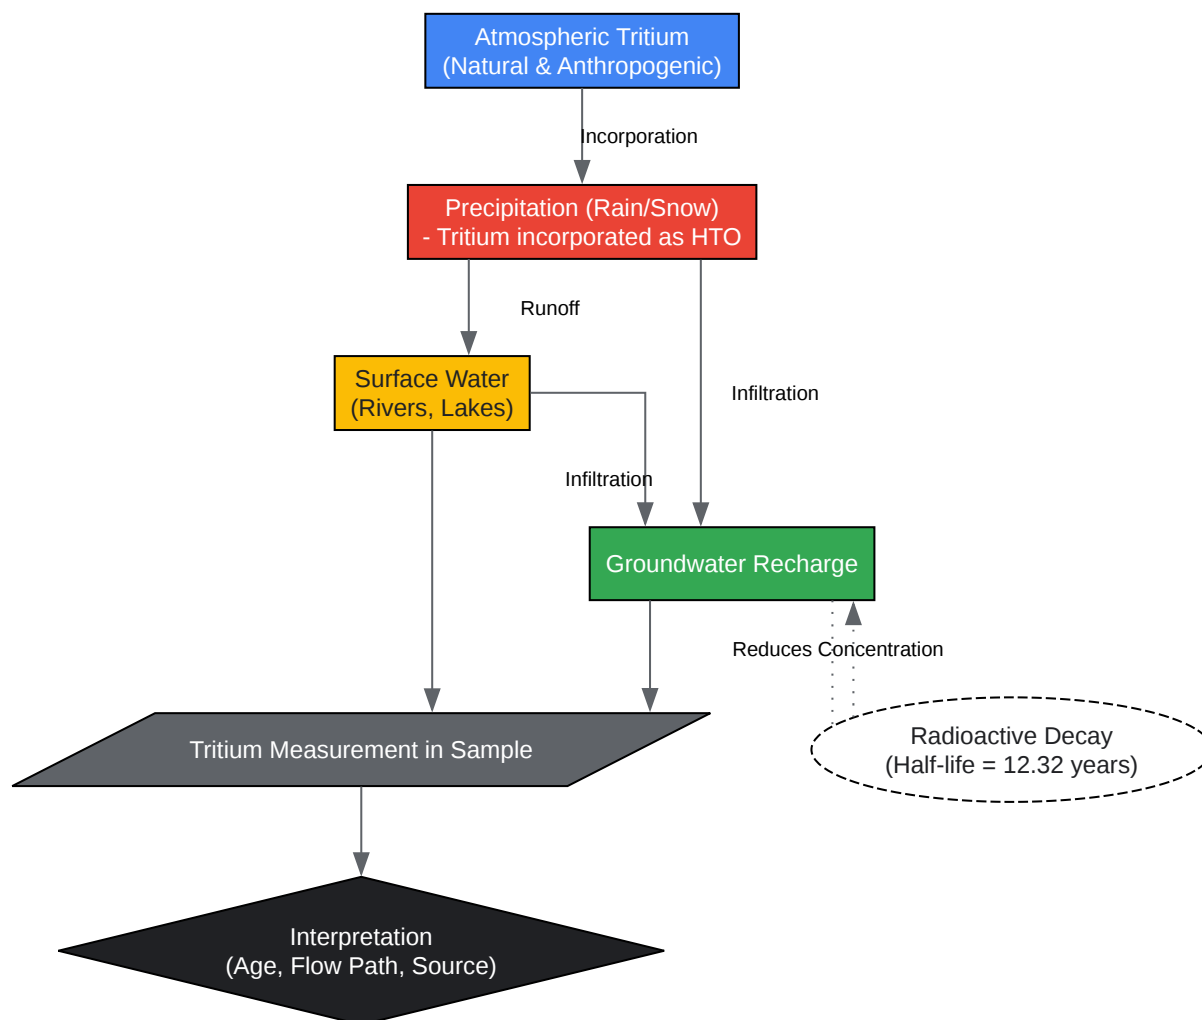 Atmospheric Tritium
(Natural & Anthropogenic)
Incorporation
Precipitation (Rain/Snow)
- Tritium incorporated as HTO
Runoff
Surface Water
(Rivers, Lakes)
Infiltration
Infiltration
Groundwater Recharge
Reduces Concentration
Tritium Measurement in Sample
Radioactive Decay
(Half-life = 12.32 years)
Interpretation
(Age, Flow Path, Source)